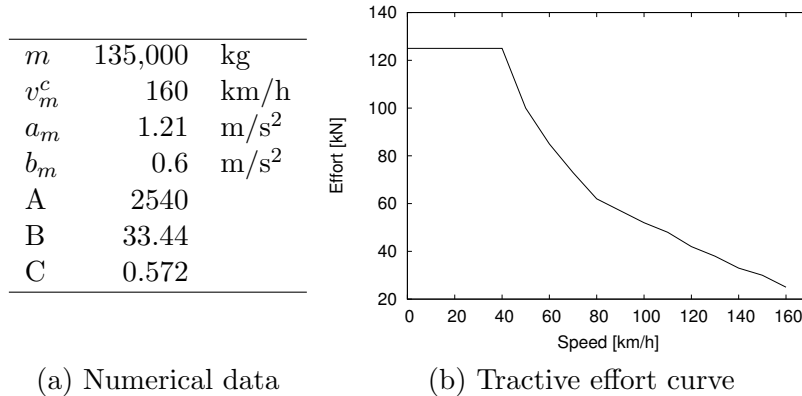 m 135,000 kg
v_m^c 160 km/h
a_m 1.21 m/s²
b_m 0.6 m/s²
A 2540
B 33.44
C 0.572
(a) Numerical data
140
120
100
80
60
40
20
Effort [kN]
0 20 40 60 80 100 120 140 160
Speed [km/h]
(b) Tractive effort curve